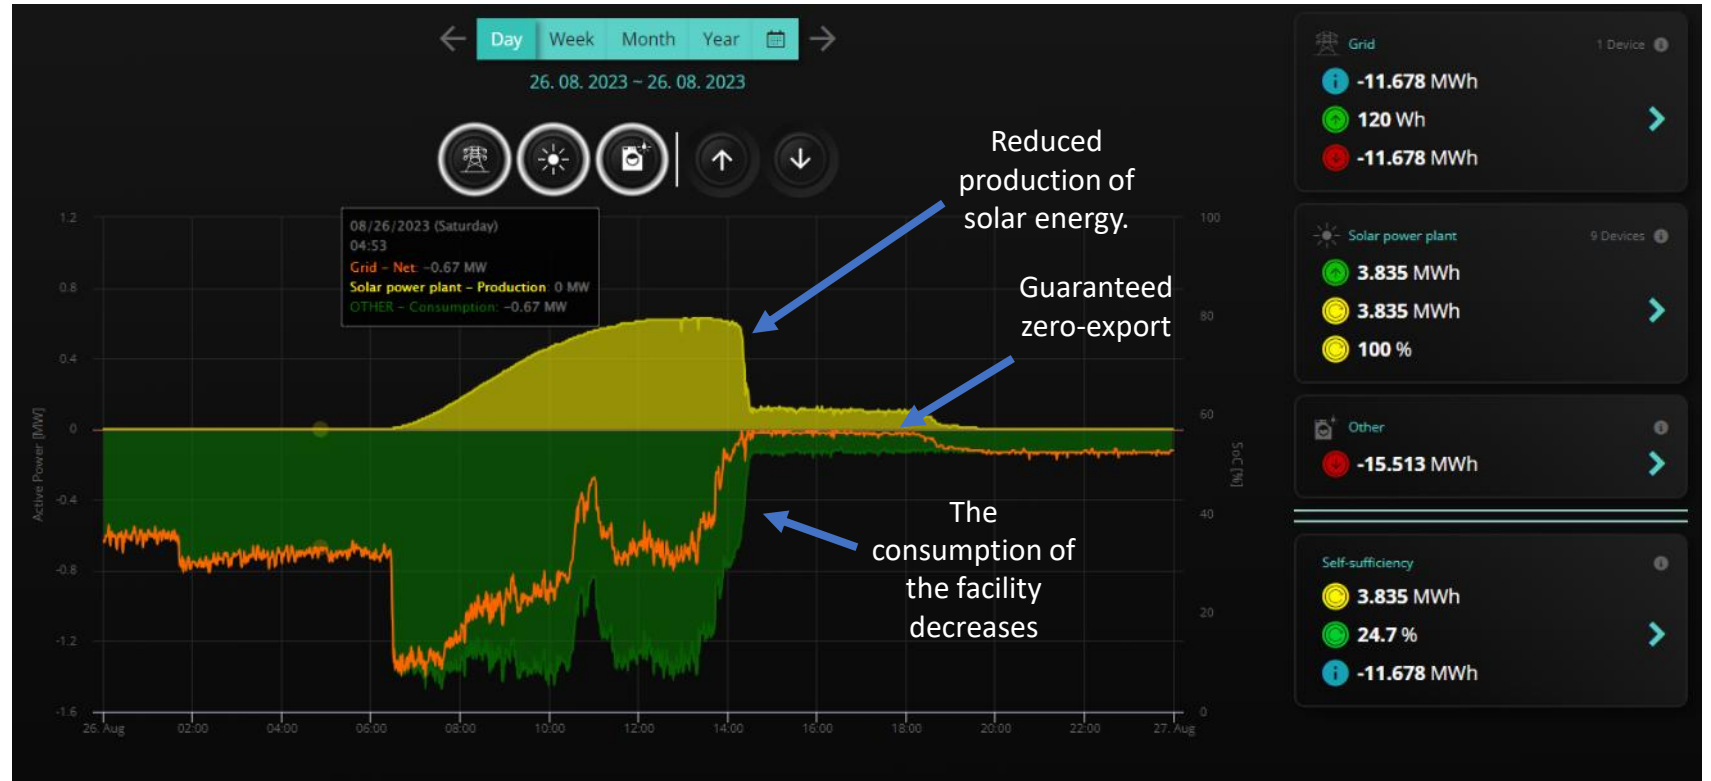 Day Week Month Year
26. 08. 2023 ~ 26. 08. 2023
08/26/2023 (Saturday)
04:53
Grid – Net: −0.67 MW
Solar power plant – Production: 0 MW
OTHER – Consumption: −0.67 MW
Reduced
production of
solar energy.
Guaranteed
zero-export
The
consumption of
the facility
decreases
Active Power [MW]
1.2
0.8
0.4
0
-0.4
-0.8
-1.2
-1.6
26. Aug 02:00 04:00 06:00 08:00 10:00 12:00 14:00 16:00 18:00 20:00 22:00 27. Aug
100
80
60
40
20
0
SoC [%]
Grid 1 Device
-11.678 MWh
120 Wh
-11.678 MWh
Solar power plant 9 Devices
3.835 MWh
3.835 MWh
100 %
Other
-15.513 MWh
Self-sufficiency
3.835 MWh
24.7 %
-11.678 MWh